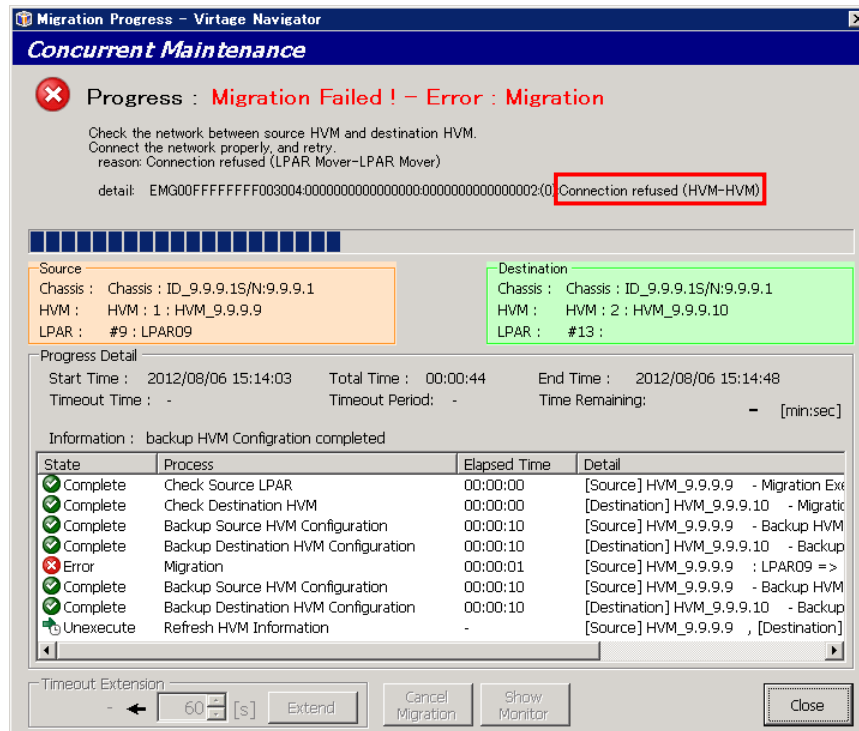 Migration Progress - Virtage Navigator
Concurrent Maintenance
Progress : Migration Failed ! - Error : Migration
Check the network between source HVM and destination HVM.
Connect the network properly, and retry.
reason: Connection refused (LPAR Mover-LPAR Mover)
detail: EMG00FFFFFFFF003004:0000000000000000:0000000000000002:(0):Connection refused (HVM-HVM)
Source
Chassis : Chassis : ID_9.9.9.1S/N:9.9.9.1
HVM : HVM : 1 : HVM_9.9.9.9
LPAR : #9 : LPAR09
Destination
Chassis : Chassis : ID_9.9.9.1S/N:9.9.9.1
HVM : HVM : 2 : HVM_9.9.9.10
LPAR : #13 :
Progress Detail
Start Time : 2012/08/06 15:14:03 Total Time : 00:00:44 End Time : 2012/08/06 15:14:48
Timeout Time : - Timeout Period: - Time Remaining: - [min:sec]
Information : backup HVM Configration completed
State Process Elapsed Time Detail
Complete Check Source LPAR 00:00:00 [Source] HVM_9.9.9.9 - Migration Exe
Complete Check Destination HVM 00:00:00 [Destination] HVM_9.9.9.10 - Migratic
Complete Backup Source HVM Configuration 00:00:10 [Source] HVM_9.9.9.9 - Backup HVM
Complete Backup Destination HVM Configuration 00:00:10 [Destination] HVM_9.9.9.10 - Backup
Error Migration 00:00:01 [Source] HVM_9.9.9.9 : LPAR09 =>
Complete Backup Source HVM Configuration 00:00:10 [Source] HVM_9.9.9.9 - Backup HVM
Complete Backup Destination HVM Configuration 00:00:10 [Destination] HVM_9.9.9.10 - Backup
Unexecute Refresh HVM Information - [Source] HVM_9.9.9.9 , [Destination]
Timeout Extension
- 60 [s] Extend
Cancel Migration
Show Monitor
Close